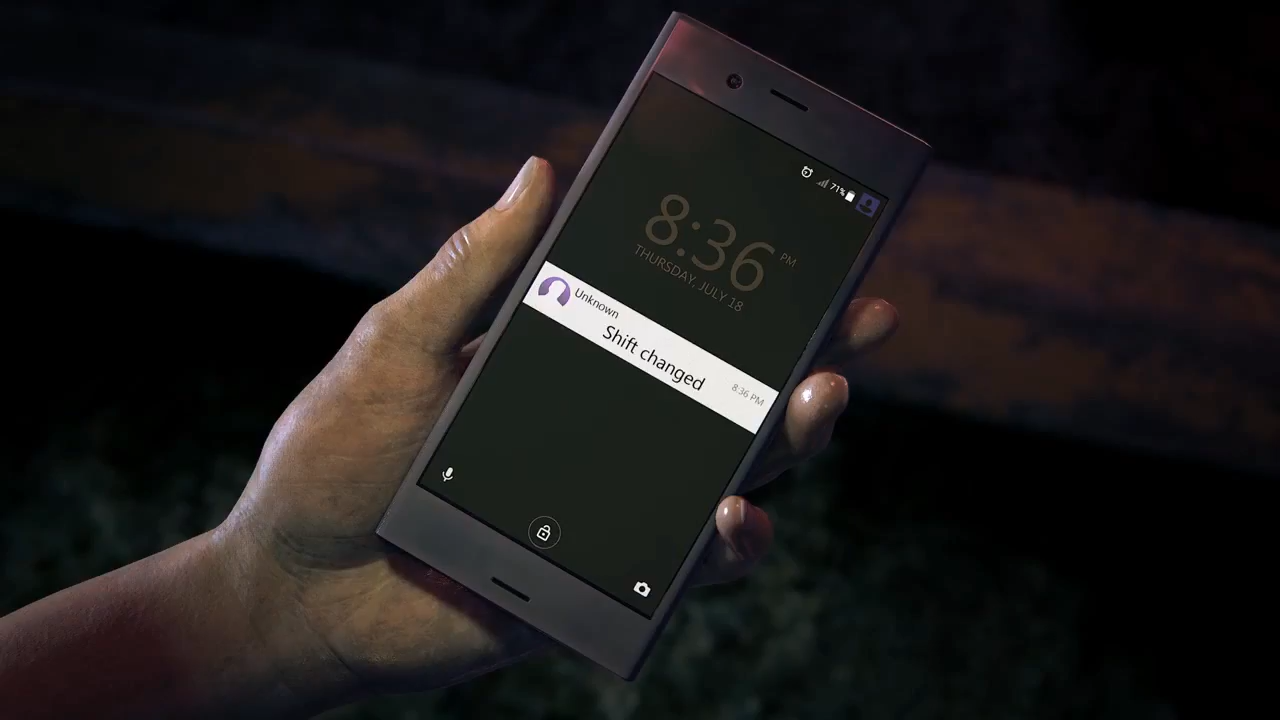 71%
8:36 PM
THURSDAY, JULY 18
Unknown
Shift changed
8:36 PM